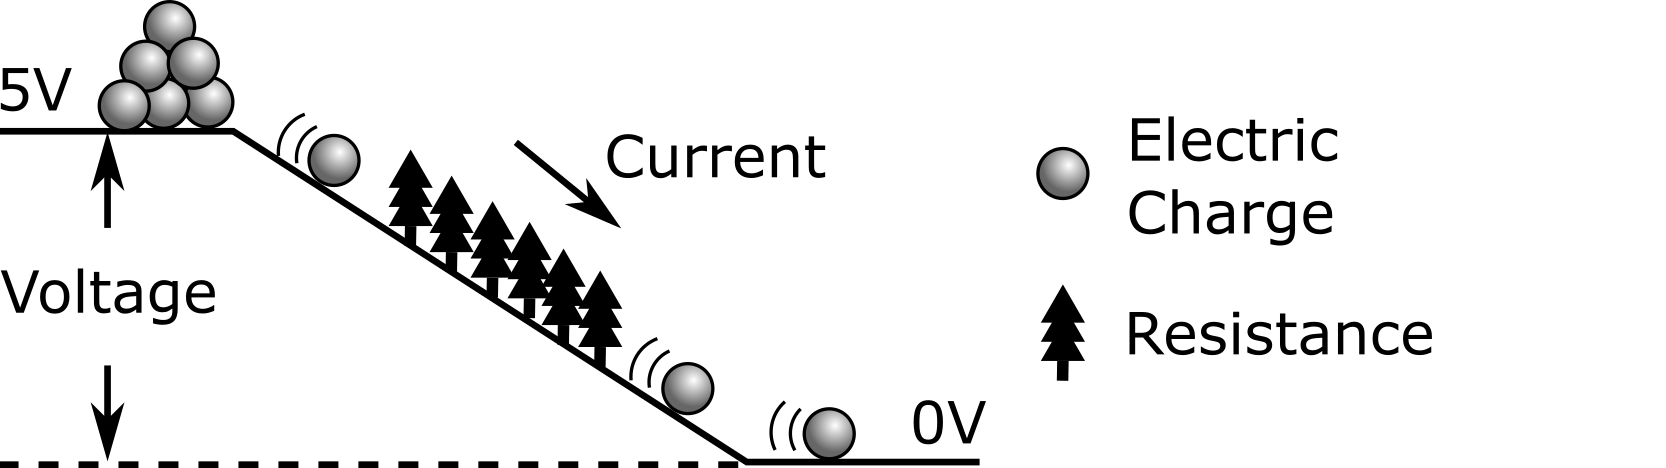 5V
Current
Voltage
0V
Electric
Charge
Resistance